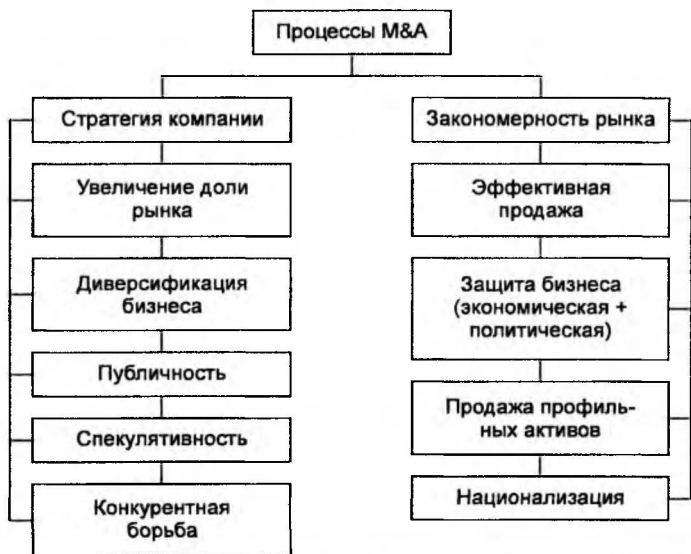 Процессы M&A
Стратегия компании
Увеличение доли
рынка
Диверсификация
бизнеса
Публичность
Спекулятивность
Конкурентная
борьба
Закономерность рынка
Эффективная
продажа
Защита бизнеса
(экономическая +
политическая)
Продажа профиль-
ных активов
Национализация